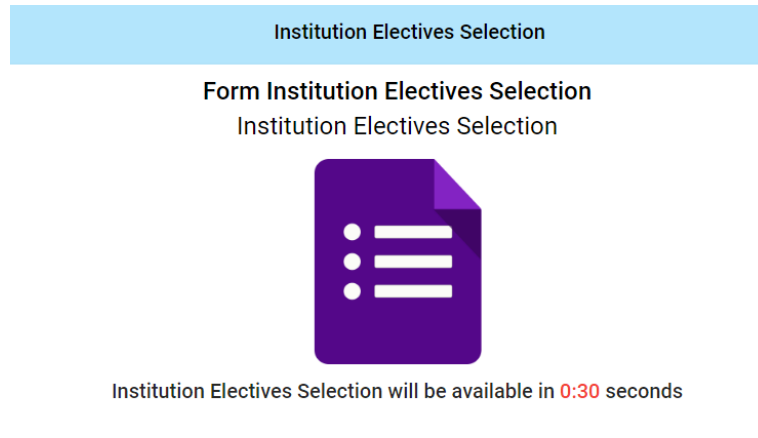 Institution Electives Selection
Form Institution Electives Selection
Institution Electives Selection
Institution Electives Selection will be available in 0:30 seconds